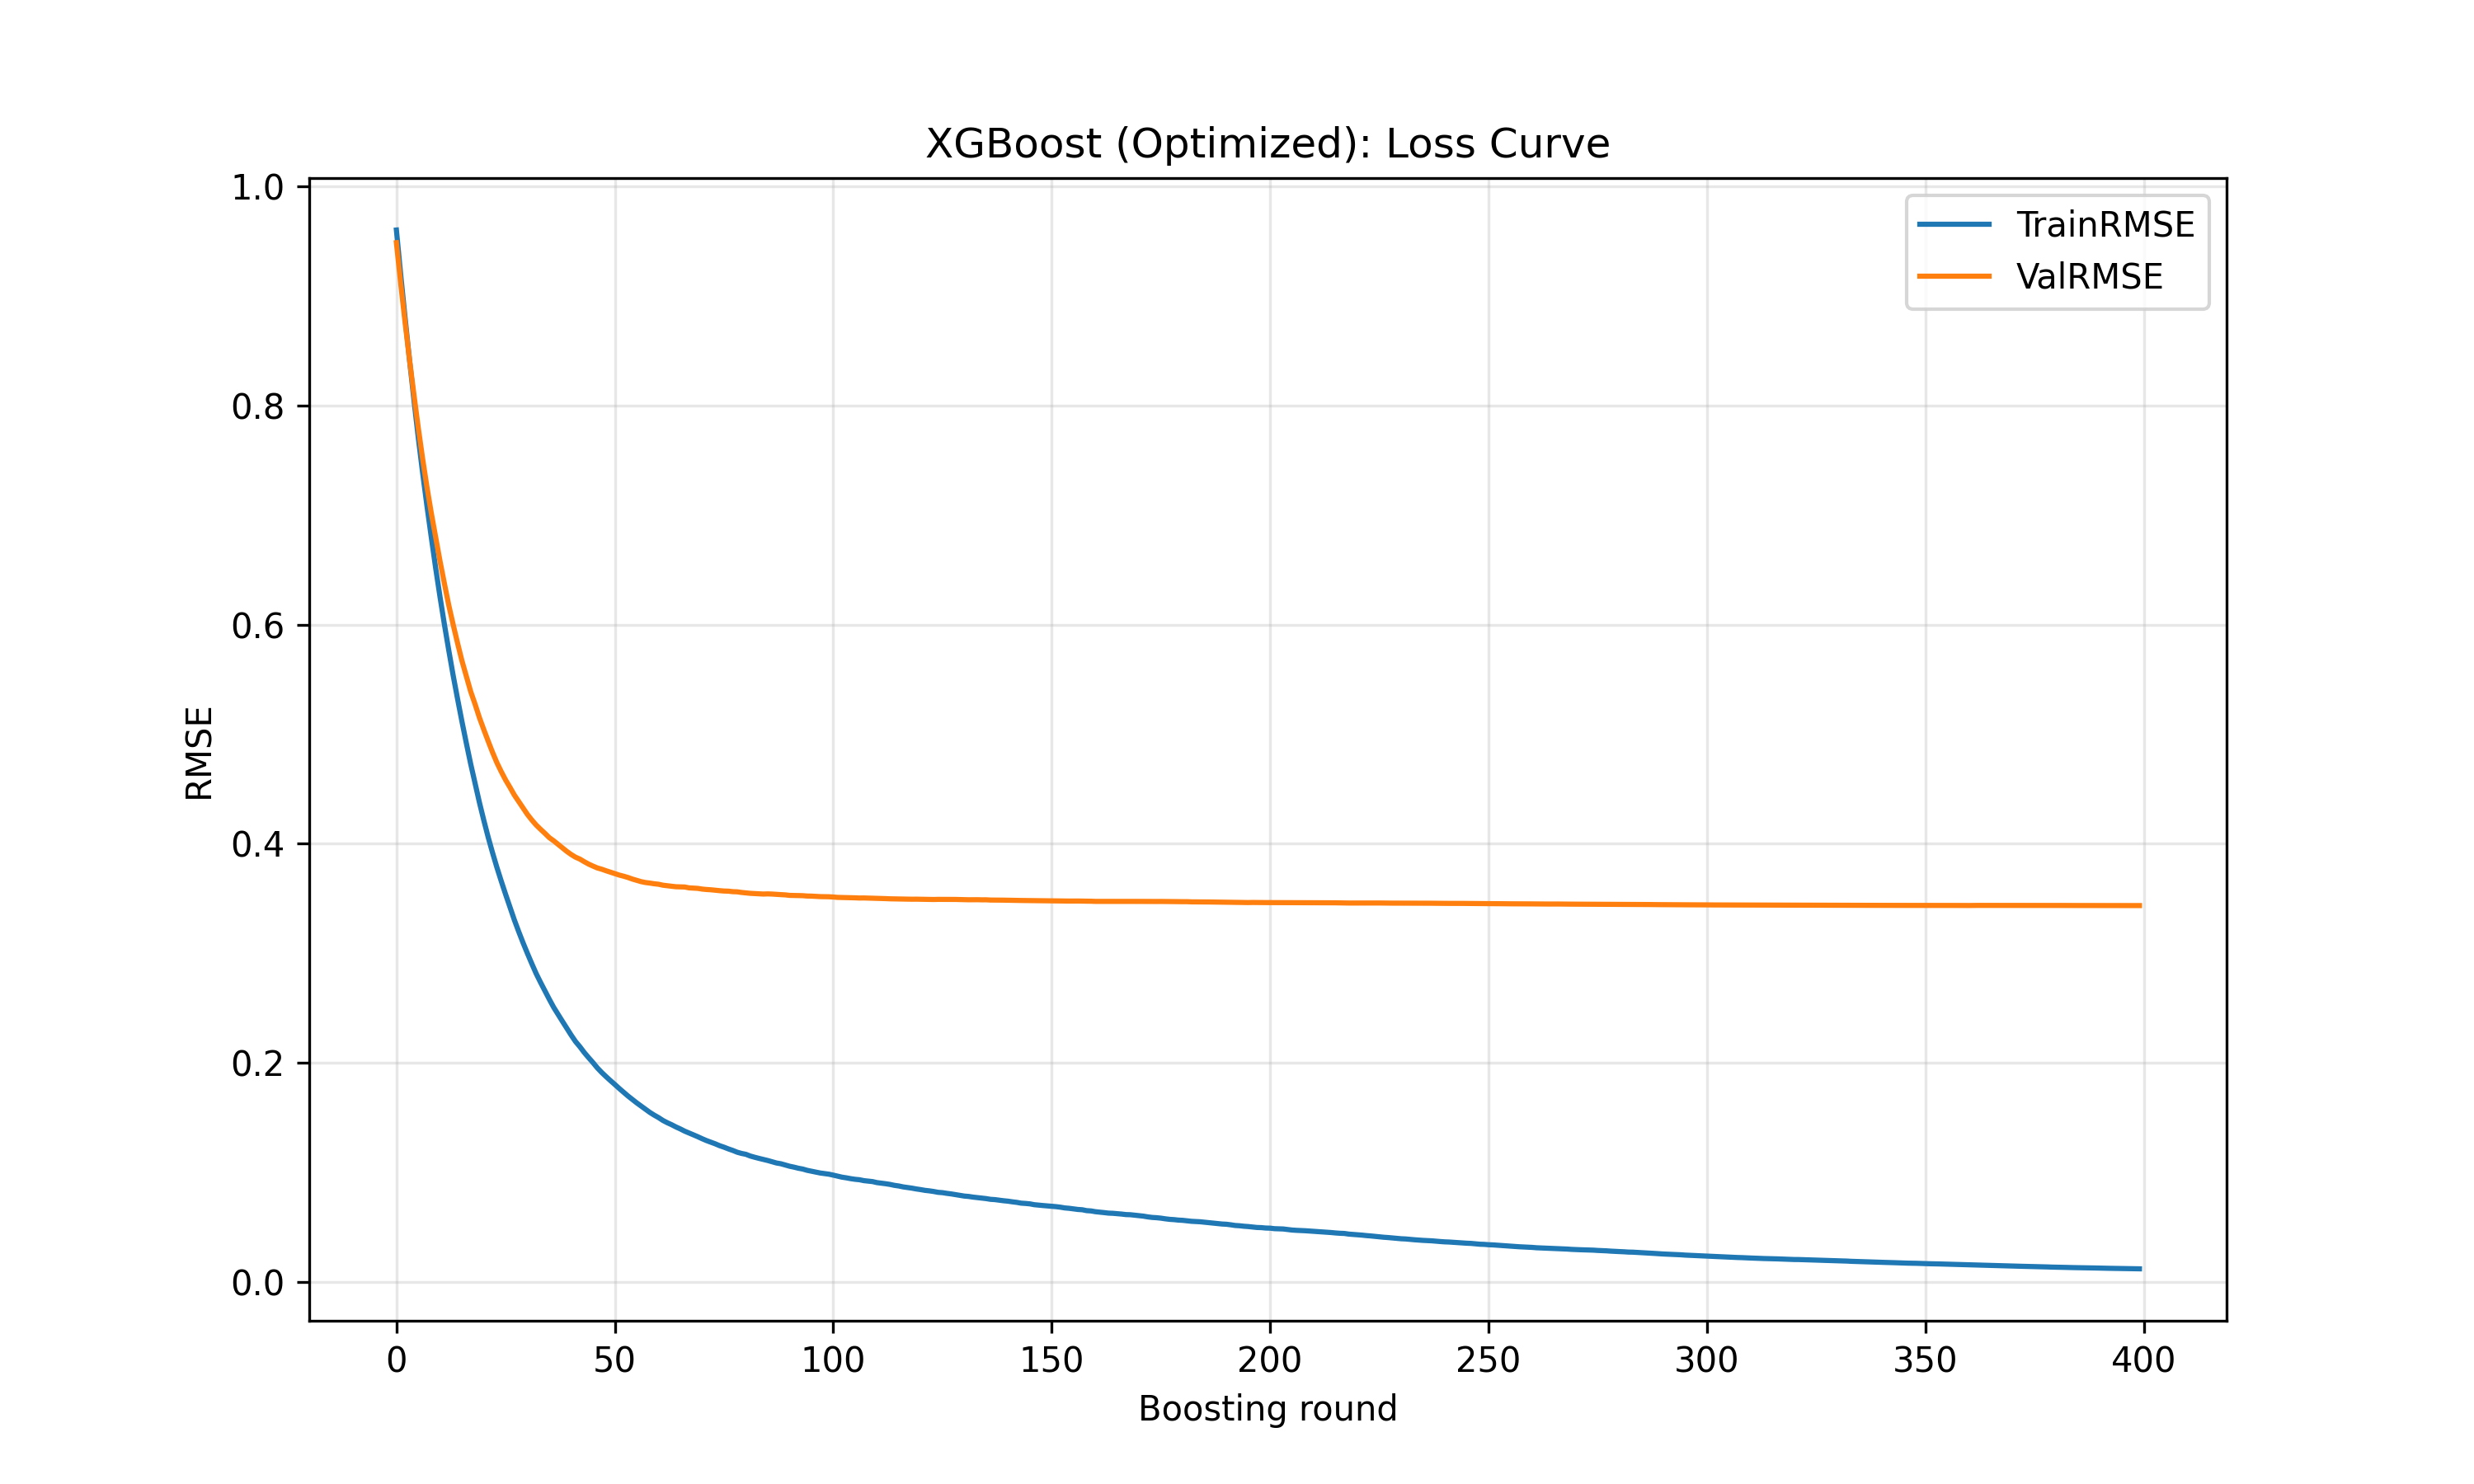 XGBoost (Optimized): Loss Curve
1.0
0.8
0.6
0.4
0.2
0.0
RMSE
TrainRMSE
ValRMSE
0 50 100 150 200 250 300 350 400
Boosting round